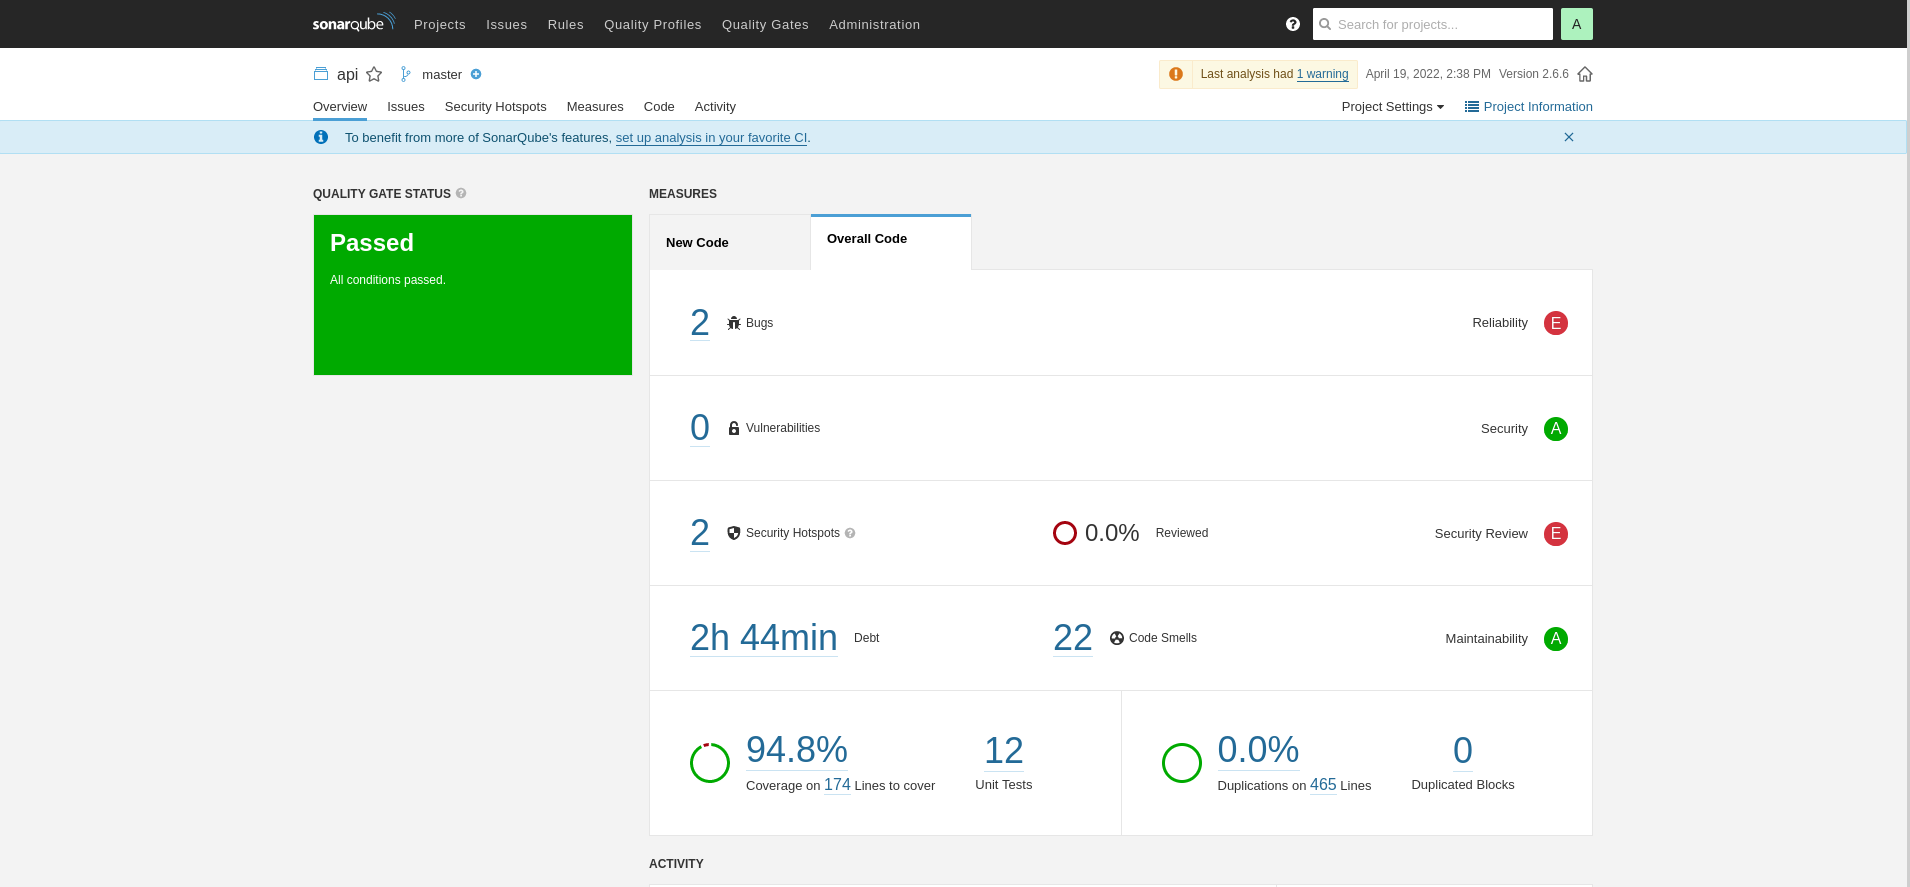 sonarqube Projects Issues Rules Quality Profiles Quality Gates Administration Search for projects... A
api master Last analysis had 1 warning April 19, 2022, 2:38 PM Version 2.6.6
Overview Issues Security Hotspots Measures Code Activity Project Settings Project Information
To benefit from more of SonarQube's features, set up analysis in your favorite CI.
QUALITY GATE STATUS
Passed
All conditions passed.
MEASURES
New Code Overall Code
2 Bugs Reliability E
0 Vulnerabilities Security A
2 Security Hotspots 0.0% Reviewed Security Review E
2h 44min Debt 22 Code Smells Maintainability A
94.8% 12 0.0% 0
Coverage on 174 Lines to cover Unit Tests Duplications on 465 Lines Duplicated Blocks
ACTIVITY